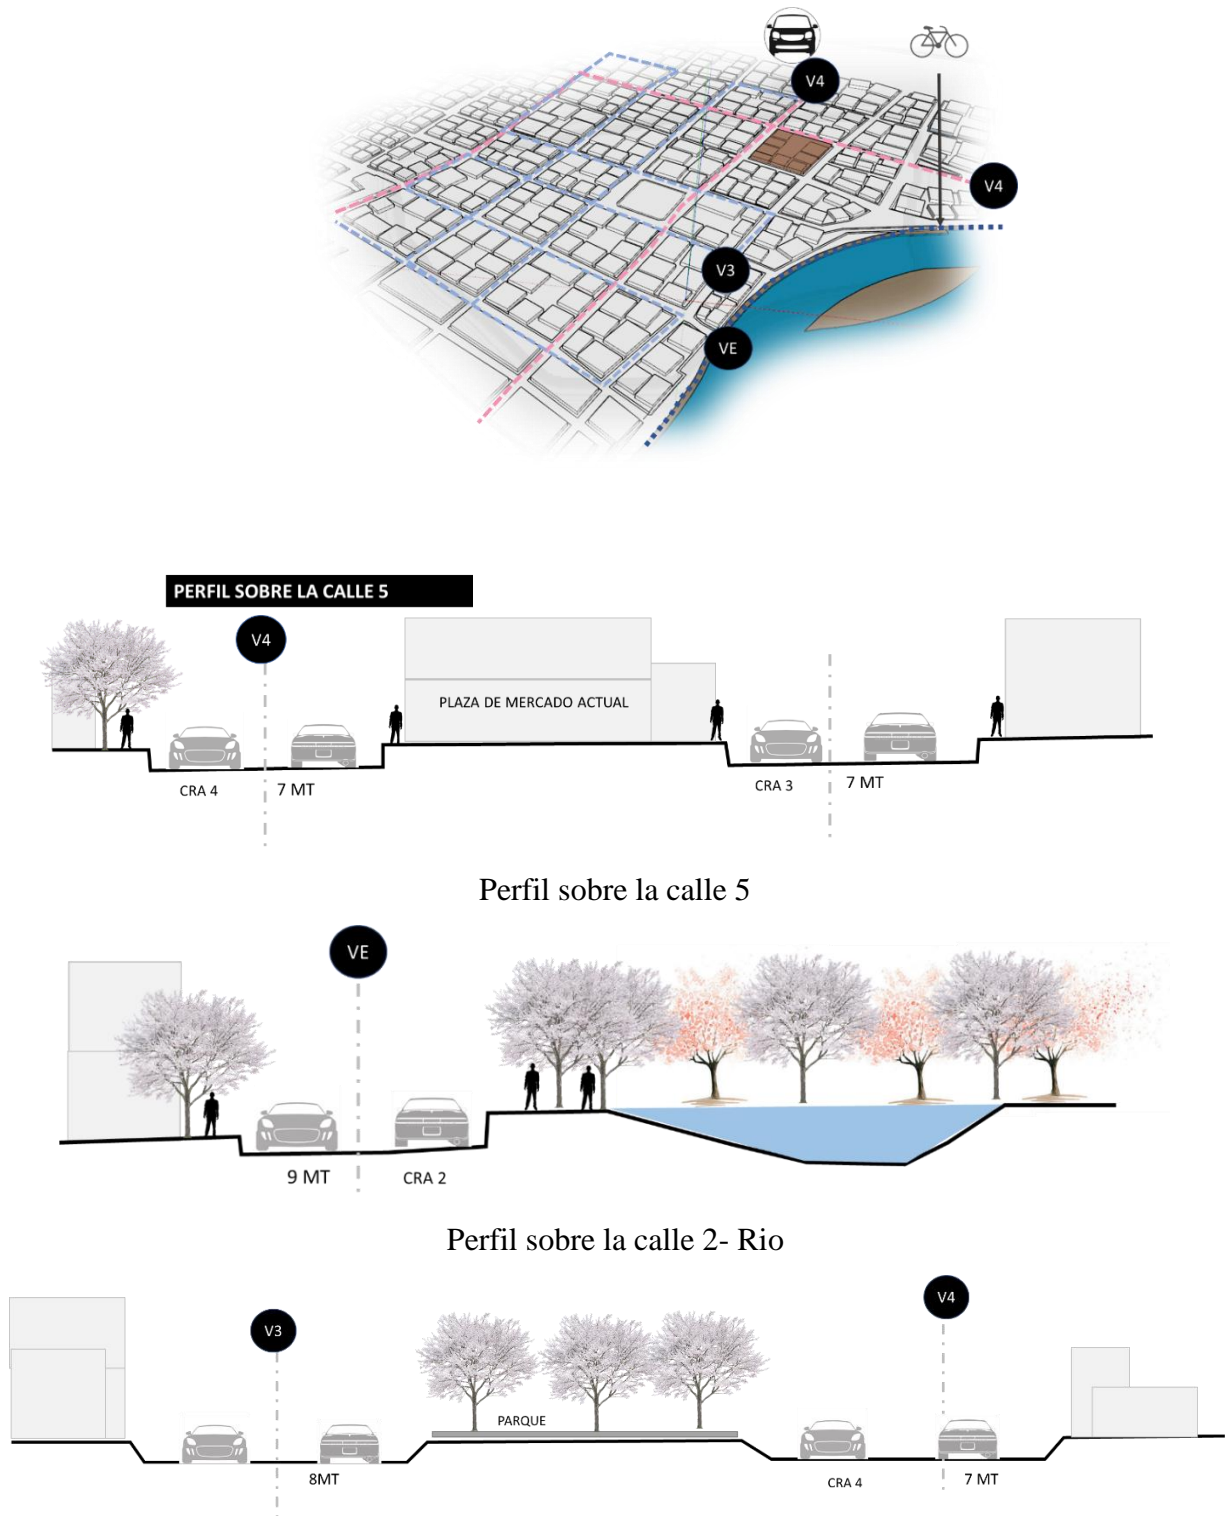 V4
V4
V3
VE
PERFIL SOBRE LA CALLE 5
V4
PLAZA DE MERCADO ACTUAL
CRA 4
7 MT
CRA 3
7 MT
Perfil sobre la calle 5
VE
9 MT
CRA 2
Perfil sobre la calle 2- Rio
V3
V4
PARQUE
8MT
CRA 4
7 MT